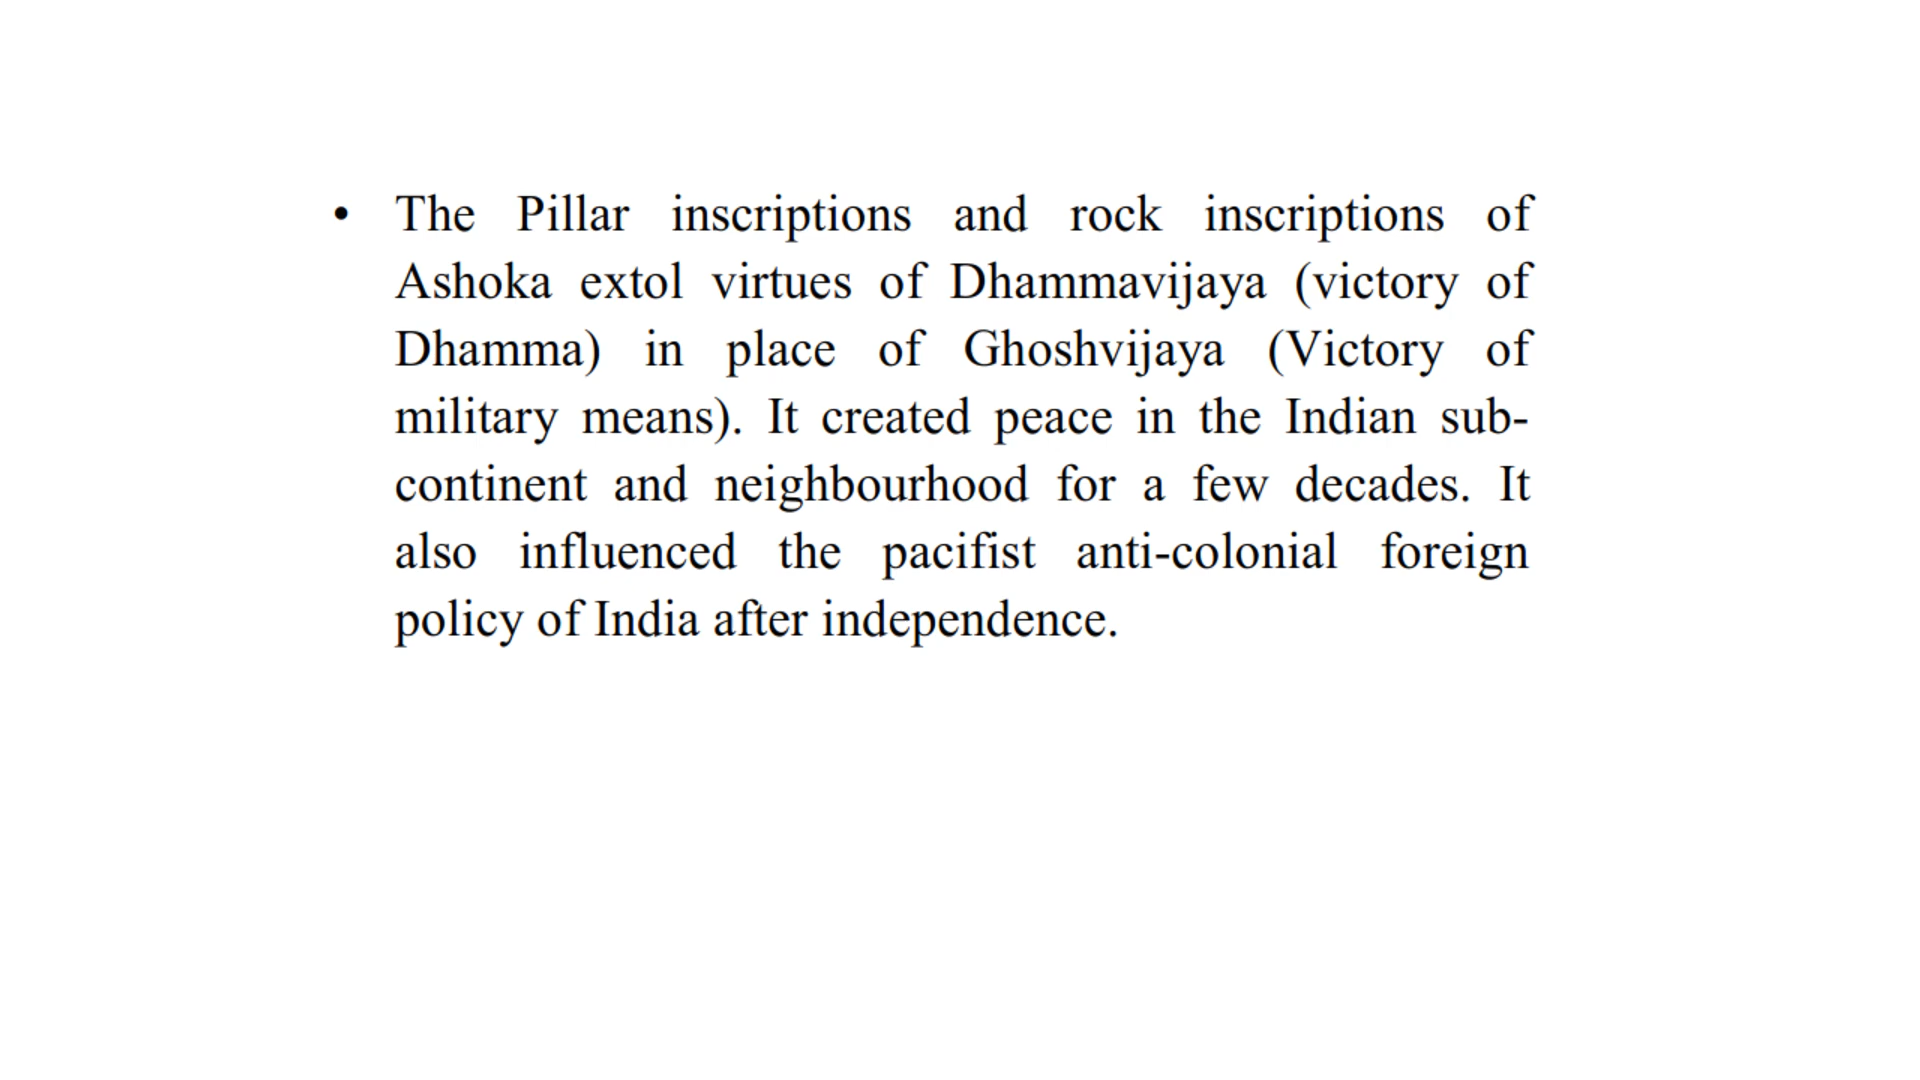 • The Pillar inscriptions and rock inscriptions of
Ashoka extol virtues of Dhammavijaya (victory of
Dhamma) in place of Ghoshvijaya (Victory of
military means). It created peace in the Indian sub-
continent and neighbourhood for a few decades. It
also influenced the pacifist anti-colonial foreign
policy of India after independence.